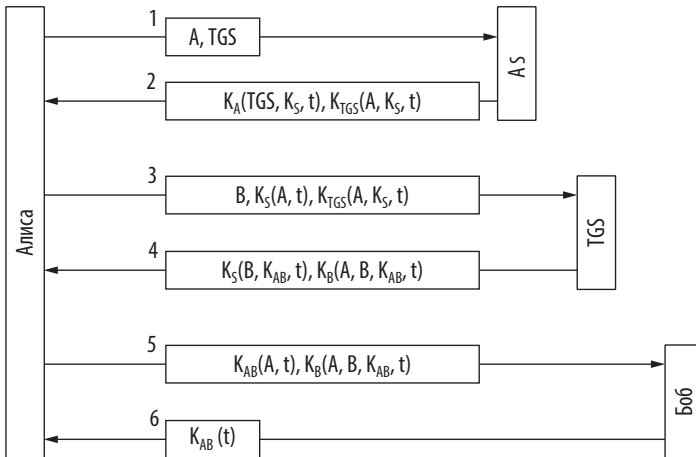 1
A, TGS
A S
2
K_A(TGS, K_S, t), K_TGS(A, K_S, t)
3
B, K_S(A, t), K_TGS(A, K_S, t)
Алиса
TGS
4
K_S(B, K_AB, t), K_B(A, B, K_AB, t)
5
K_AB(A, t), K_B(A, B, K_AB, t)
Боб
6
K_AB (t)